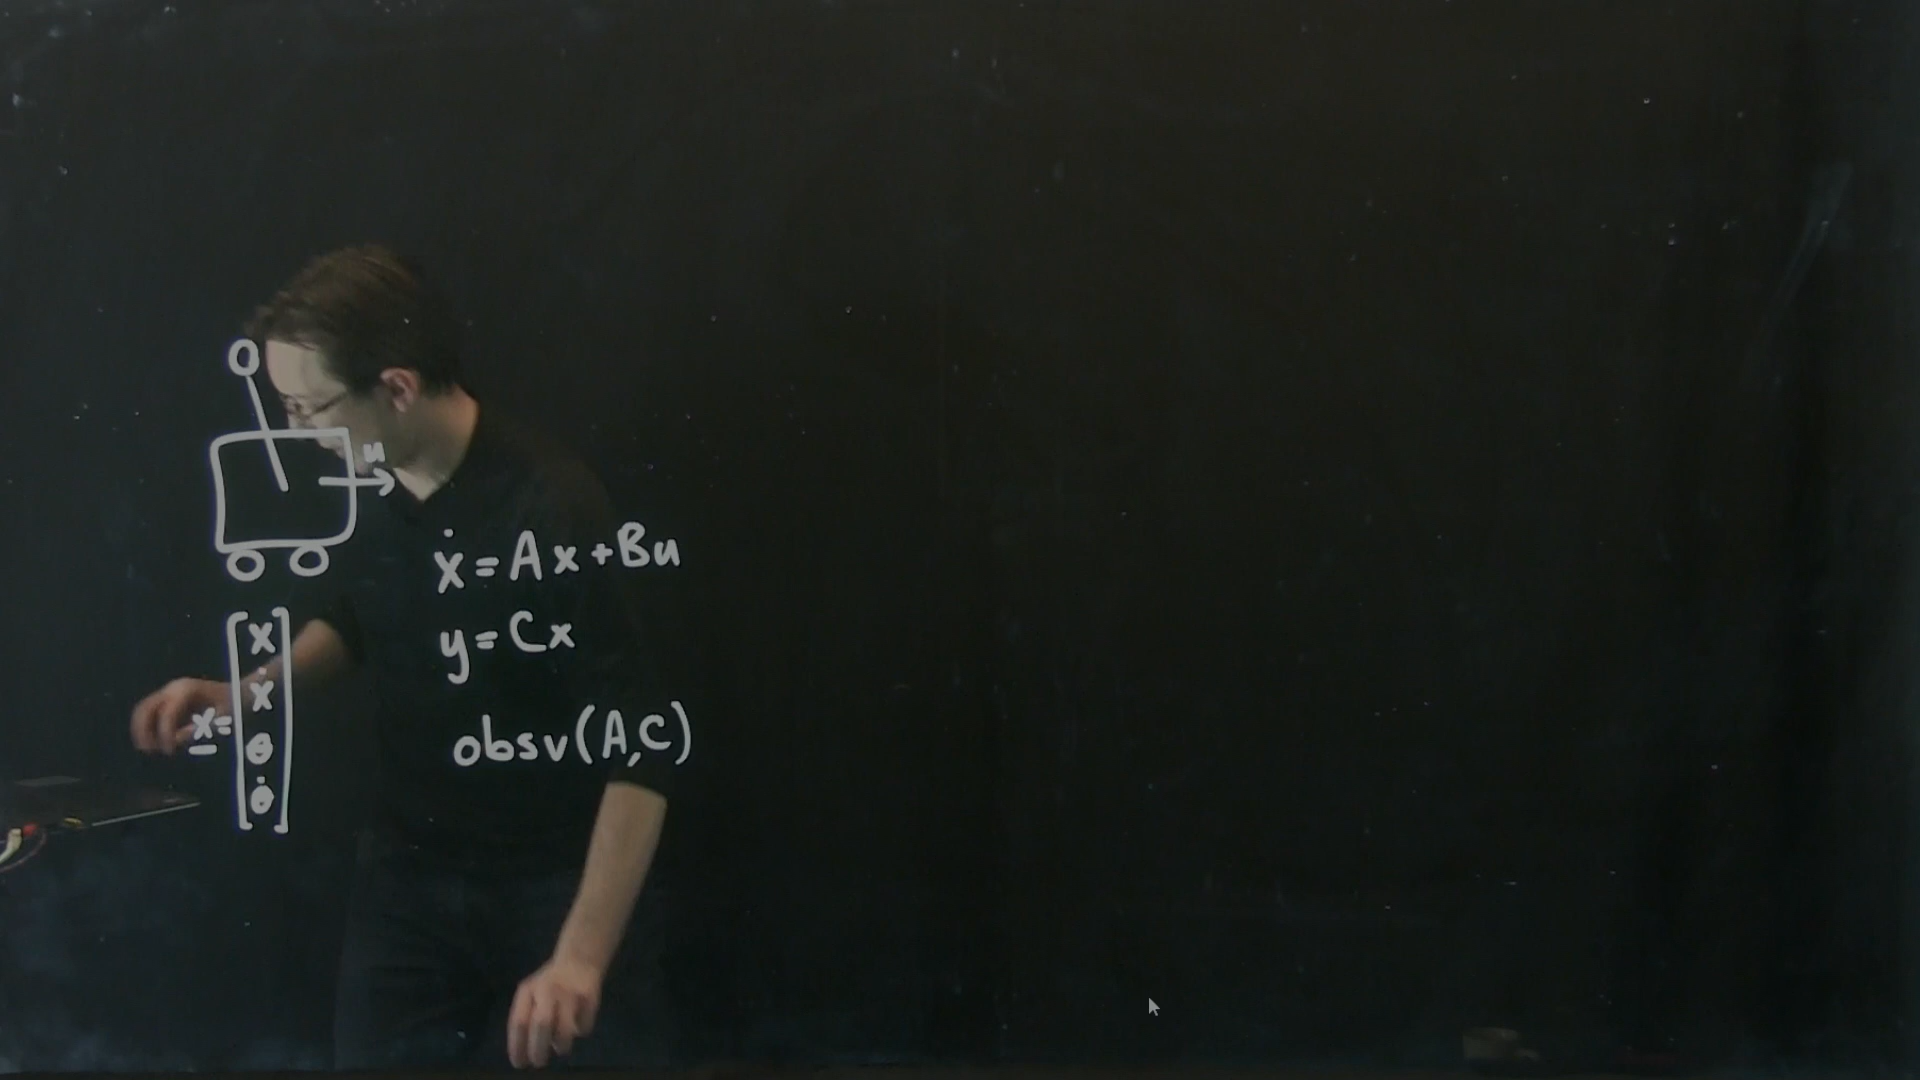 u
ẋ = Ax + Bu
y = Cx
x = [x ẋ θ θ̇]
obsv(A,C)